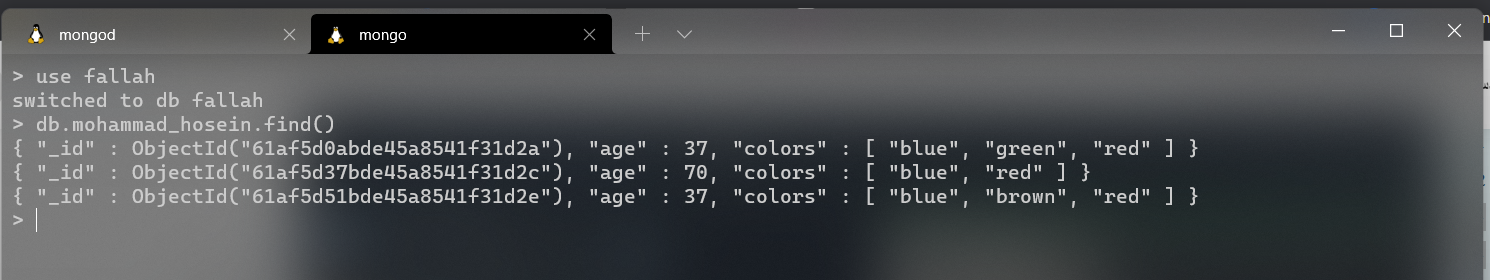 mongod
mongo
> use fallah
switched to db fallah
> db.mohammad_hosein.find()
{ "_id" : ObjectId("61af5d0abde45a8541f31d2a"), "age" : 37, "colors" : [ "blue", "green", "red" ] }
{ "_id" : ObjectId("61af5d37bde45a8541f31d2c"), "age" : 70, "colors" : [ "blue", "red" ] }
{ "_id" : ObjectId("61af5d51bde45a8541f31d2e"), "age" : 37, "colors" : [ "blue", "brown", "red" ] }
>